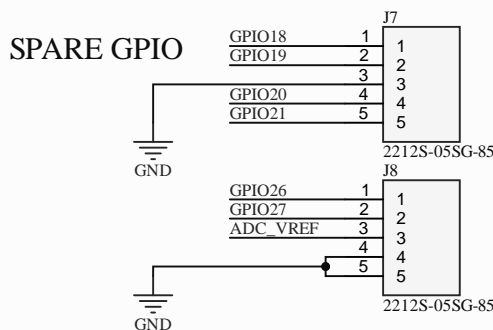 J7
SPARE GPIO
GPIO18 1 1
GPIO19 2 2
3 3
GPIO20 4 4
GPIO21 5 5
2212S-05SG-85
GND
J8
GPIO26 1 1
GPIO27 2 2
ADC_VREF 3 3
4 4
5 5
2212S-05SG-85
GND